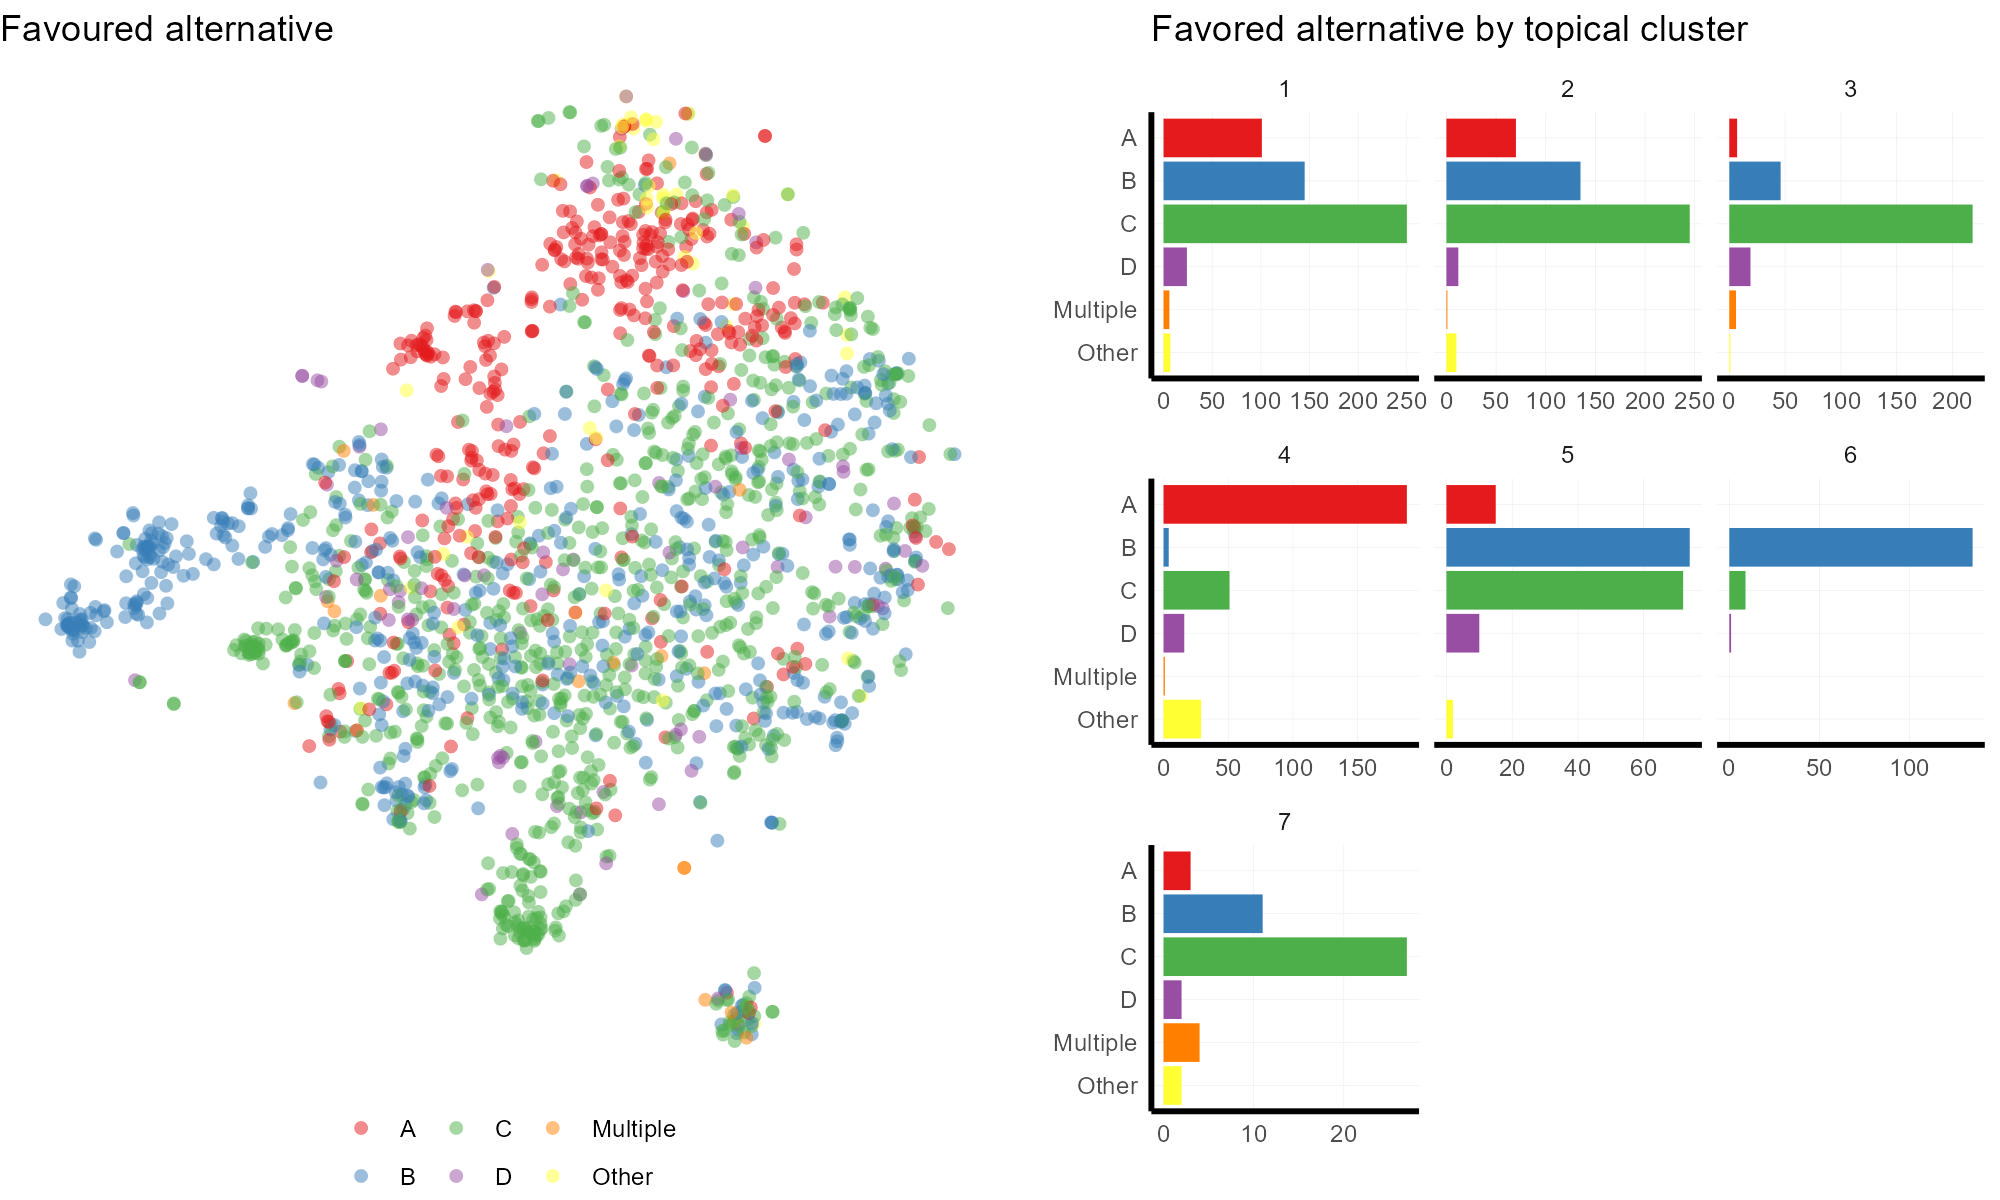 Favoured alternative
A C Multiple
B D Other
Favored alternative by topical cluster
1 2 3
A
B
C
D
Multiple
Other
0 50 100 150 200 250 0 50 100 150 200 250 0 50 100 150 200
4 5 6
A
B
C
D
Multiple
Other
0 50 100 150 0 20 40 60 0 50 100
7
A
B
C
D
Multiple
Other
0 10 20